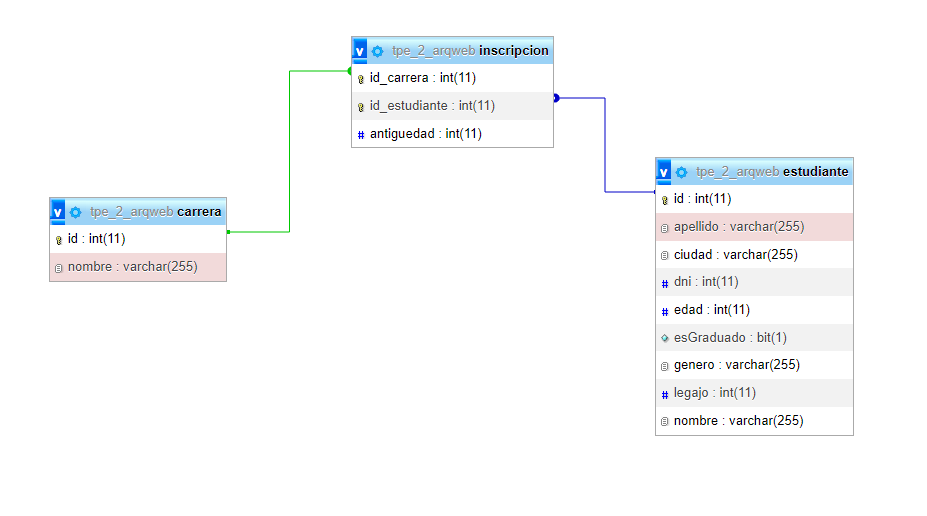 v tpe_2_arqweb inscripcion
id_carrera : int(11)
id_estudiante : int(11)
# antiguedad : int(11)
v tpe_2_arqweb estudiante
id : int(11)
apellido : varchar(255)
ciudad : varchar(255)
# dni : int(11)
# edad : int(11)
esGraduado : bit(1)
genero : varchar(255)
# legajo : int(11)
nombre : varchar(255)
v tpe_2_arqweb carrera
id : int(11)
nombre : varchar(255)